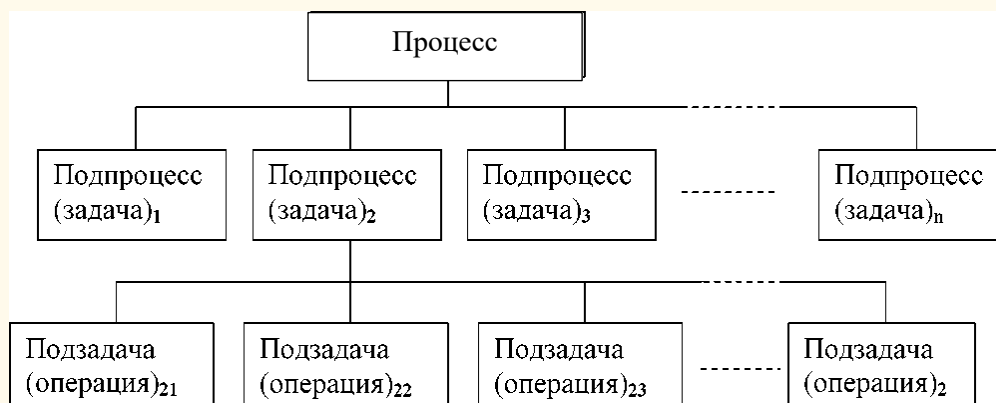 Процесс
Подпроцесс
(задача)₁
Подпроцесс
(задача)₂
Подпроцесс
(задача)₃
Подпроцесс
(задача)ₙ
Подзадача
(операция)₂₁
Подзадача
(операция)₂₂
Подзадача
(операция)₂₃
Подзадача
(операция)₂